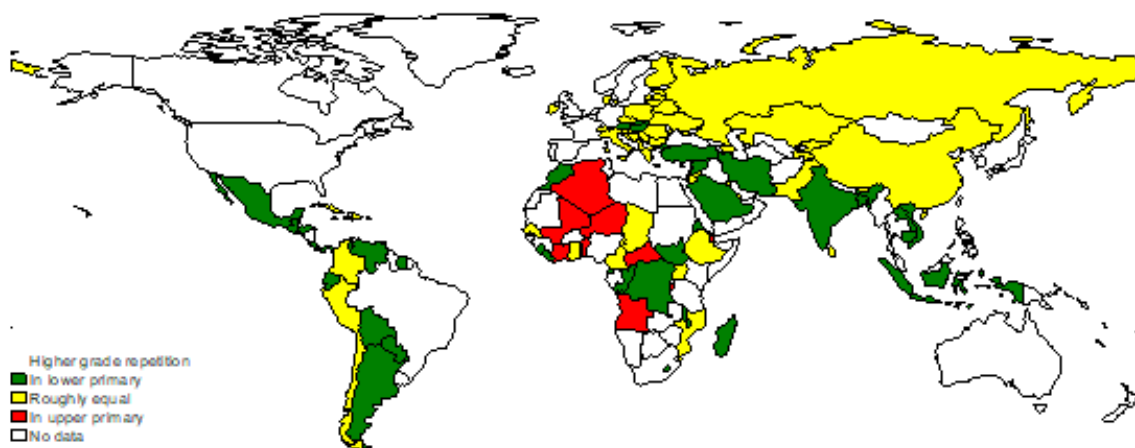 Higher grade repetition
In lower primary
Roughly equal
In upper primary
No data